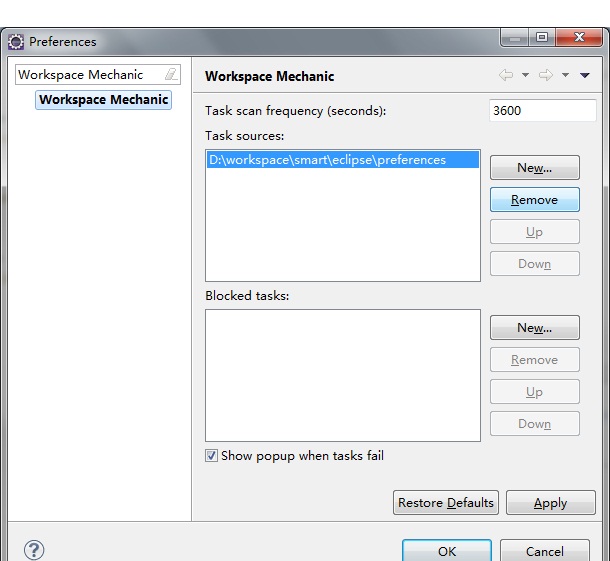 Preferences
Workspace Mechanic
Workspace Mechanic
Workspace Mechanic
Task scan frequency (seconds):
3600
Task sources:
D:\workspace\smart\eclipse\preferences
New...
Remove
Up
Down
Blocked tasks:
New...
Remove
Up
Down
Show popup when tasks fail
Restore Defaults
Apply
?
OK
Cancel